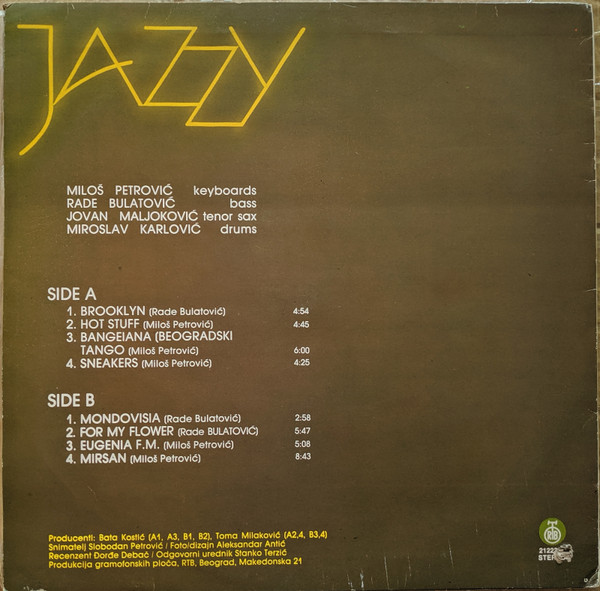 JAZZY
MILOŠ PETROVIĆ keyboards
RADE BULATOVIĆ bass
JOVAN MALJOKOVIĆ tenor sax
MIROSLAV KARLOVIĆ drums
SIDE A
1. BROOKLYN (Rade Bulatović) 4:54
2. HOT STUFF (Miloš Petrović) 4:45
3. BANGEIANA (BEOGRADSKI
TANGO (Miloš Petrović) 6:00
4. SNEAKERS (Miloš Petrović) 4:25
SIDE B
1. MONDOVISIA (Rade Bulatović) 2:58
2. FOR MY FLOWER (Rade BULATOVIĆ) 5:47
3. EUGENIA F.M. (Miloš Petrović) 5:08
4. MIRSAN (Miloš Petrović) 8:43
Producenti: Bata Kostić (A1, A3, B1, B2), Toma Milaković (A2,4, B3,4)
Snimatelj Slobodan Petrović / Foto/dizajn Aleksandar Antić
Recenzent Đorđe Debač / Odgovorni urednik Stanko Terzić
Produkcija gramofonskih ploča, RTB, Beograd, Makedonska 21
RTB